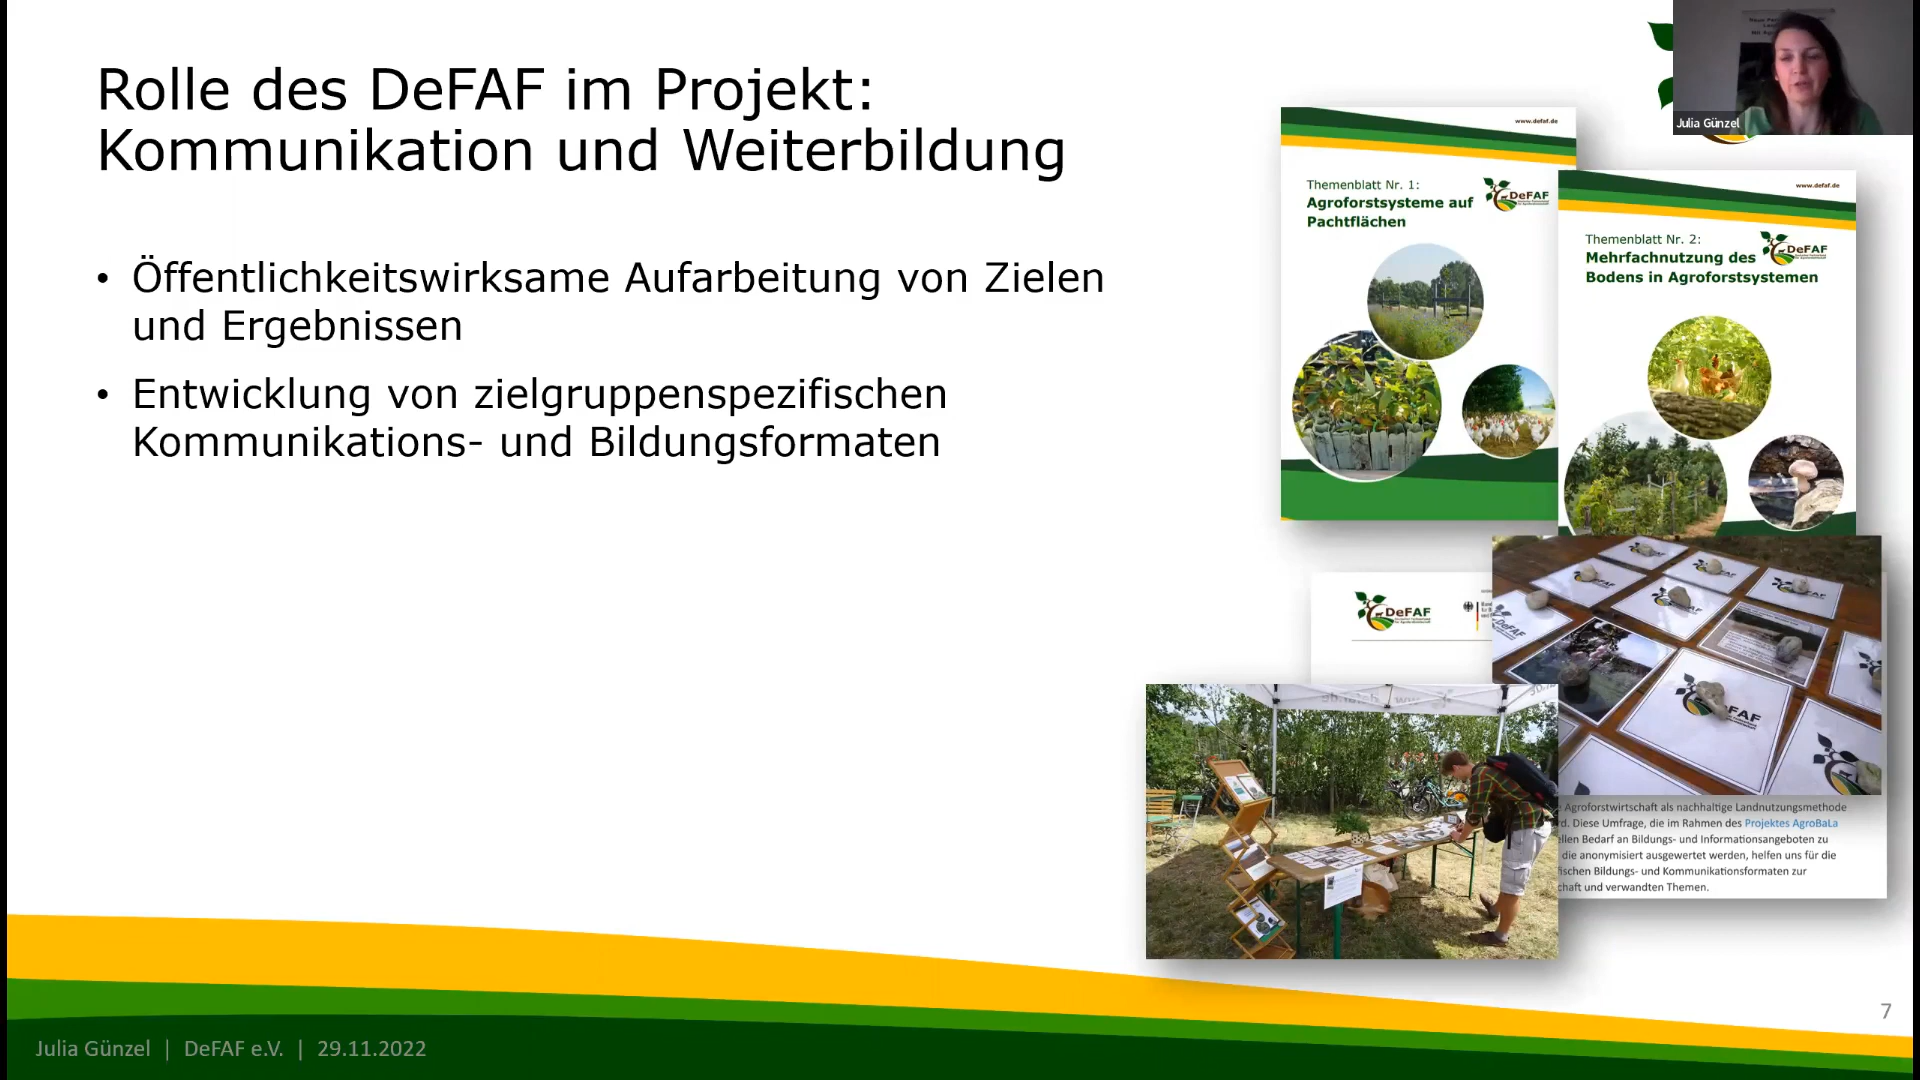 Rolle des DeFAF im Projekt:
Kommunikation und Weiterbildung
• Öffentlichkeitswirksame Aufarbeitung von Zielen
und Ergebnissen
• Entwicklung von zielgruppenspezifischen
Kommunikations- und Bildungsformaten
Julia Günzel
www.defaf.de
Themenblatt Nr. 1:
Agroforstsysteme auf
Pachtflächen
DeFAF
www.defaf.de
Themenblatt Nr. 2:
Mehrfachnutzung des
Bodens in Agroforstsystemen
DeFAF
DeFAF
Agroforstwirtschaft als nachhaltige Landnutzungsmethode
rd. Diese Umfrage, die im Rahmen des Projektes AgroBaLa
ellen Bedarf an Bildungs- und Informationsangeboten zu
die anonymisiert ausgewertet werden, helfen uns für die
fischen Bildungs- und Kommunikationsformaten zur
chaft und verwandten Themen.
7
Julia Günzel | DeFAF e.V. | 29.11.2022